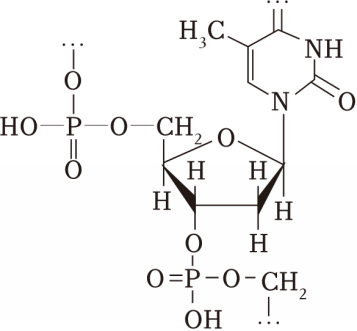 ...
... H₃C NH
O
HO P O CH₂ O N O
O H H H
H H H
O
O=P O CH₂
OH ...